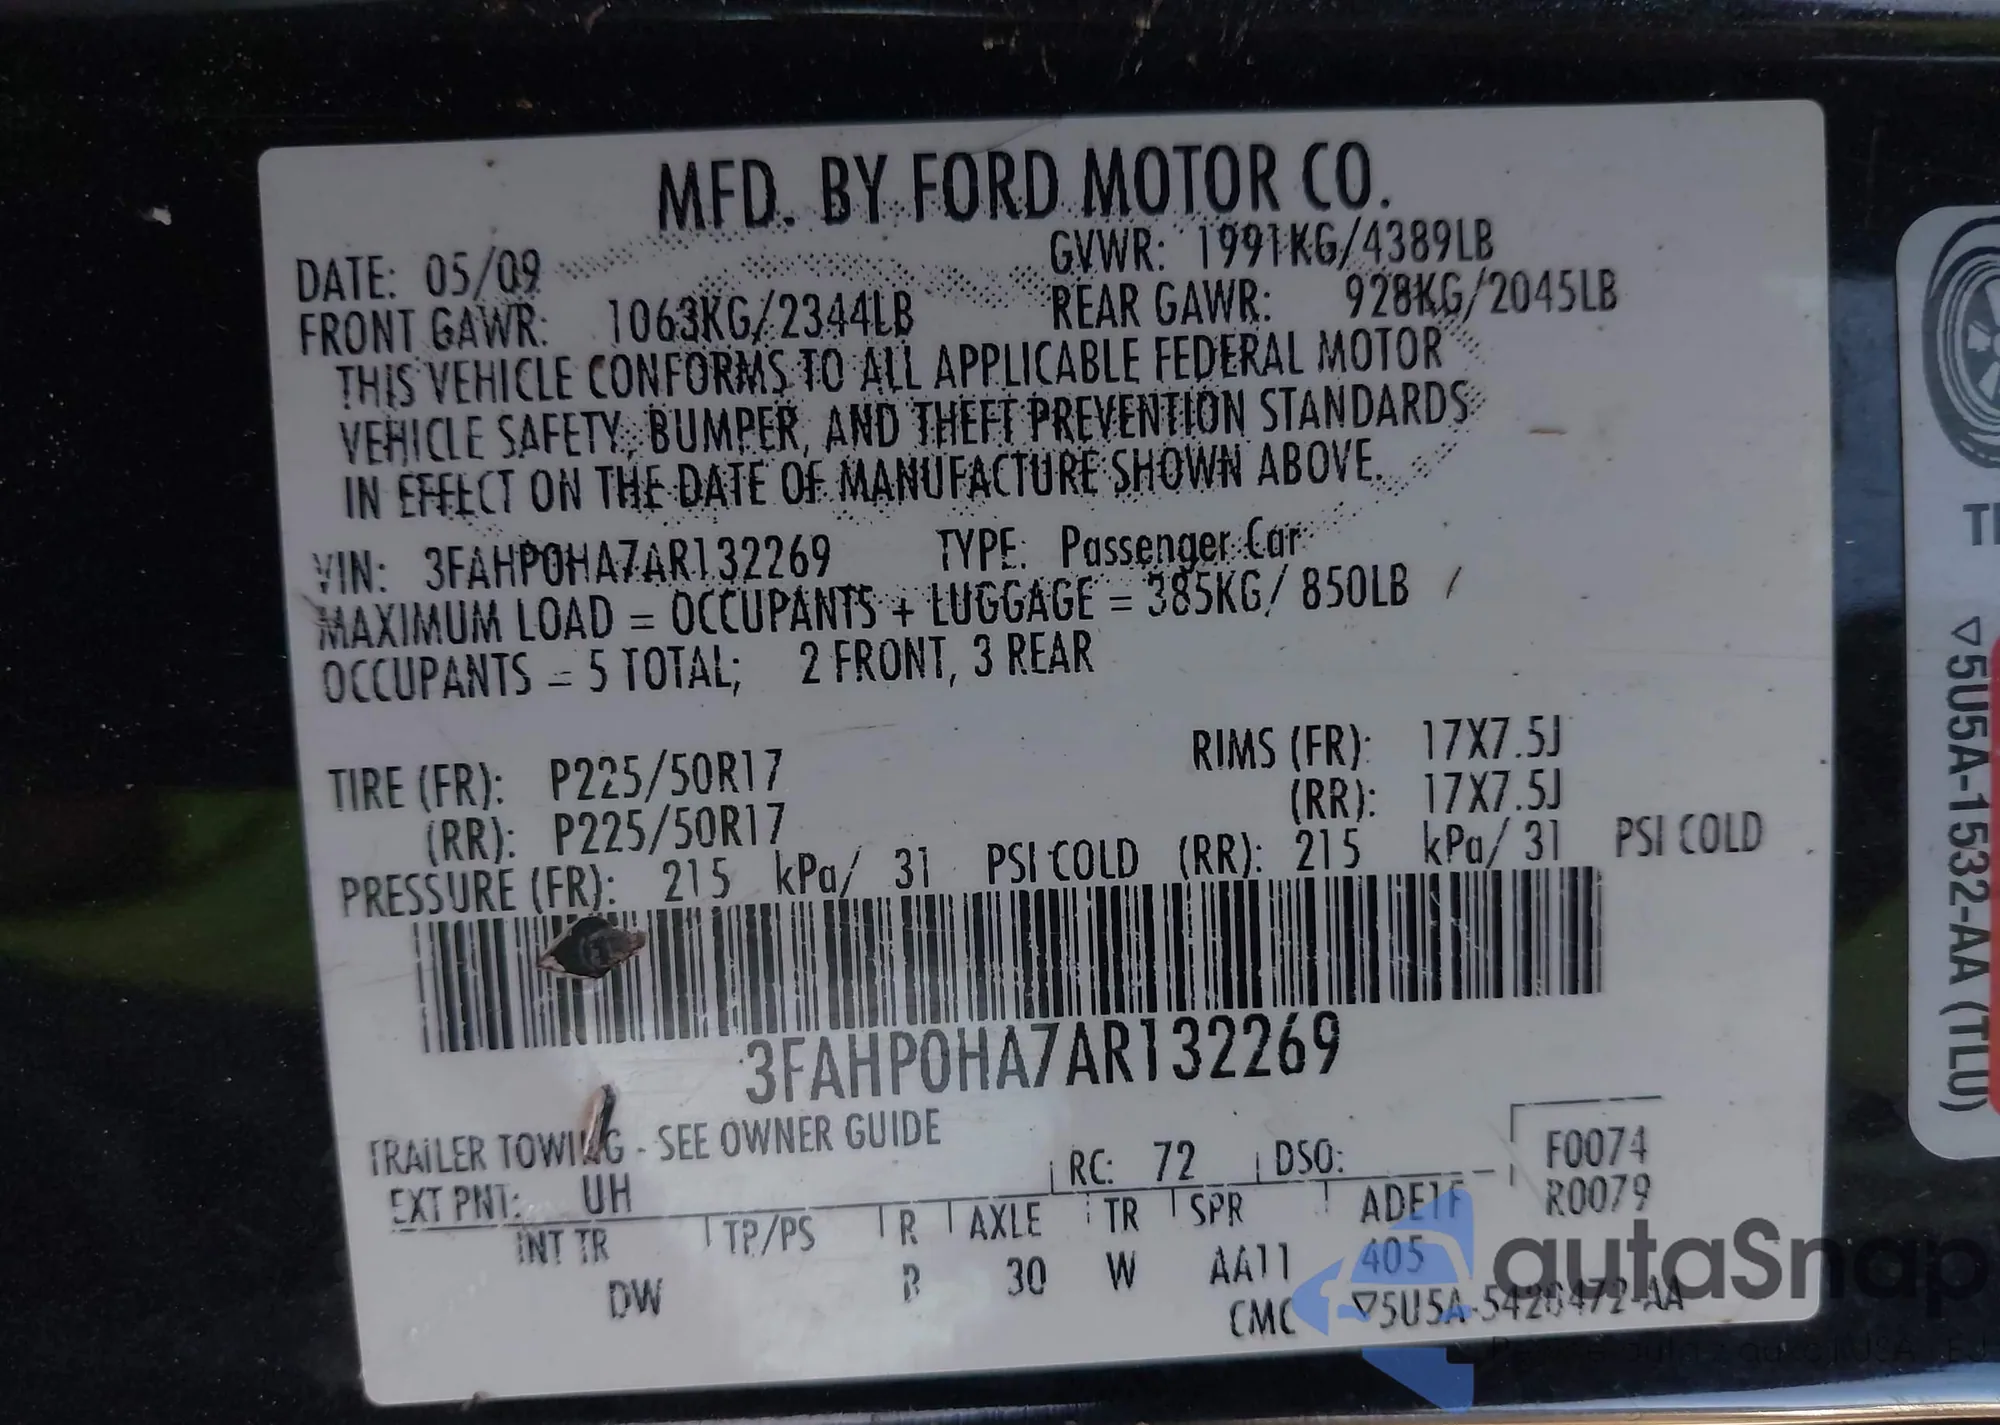 MFD. BY FORD MOTOR CO.
DATE: 05/09 GVWR: 1991KG/4389LB
FRONT GAWR: 1063KG/2344LB REAR GAWR: 928KG/2045LB
THIS VEHICLE CONFORMS TO ALL APPLICABLE FEDERAL MOTOR
VEHICLE SAFETY, BUMPER, AND THEFT PREVENTION STANDARDS
IN EFFECT ON THE DATE OF MANUFACTURE SHOWN ABOVE.
VIN: 3FAHP0HA7AR132269 TYPE: Passenger Car
MAXIMUM LOAD = OCCUPANTS + LUGGAGE = 385KG/ 850LB /
OCCUPANTS = 5 TOTAL; 2 FRONT, 3 REAR
TIRE (FR): P225/50R17 RIMS (FR): 17X7.5J
(RR): P225/50R17 (RR): 17X7.5J
PRESSURE (FR): 215 kPa/ 31 PSI COLD (RR): 215 kPa/ 31 PSI COLD
3FAHP0HA7AR132269
TRAILER TOWING - SEE OWNER GUIDE
EXT PNT: UH RC: 72 DSO: F0074
R0079
INT TR TP/PS R AXLE TR SPR ADE1F
DW 30 W AA11 405
CMC ▽5U5A-5420472-AA
▽5U5A-1532-AA (TLU)
autaSnap